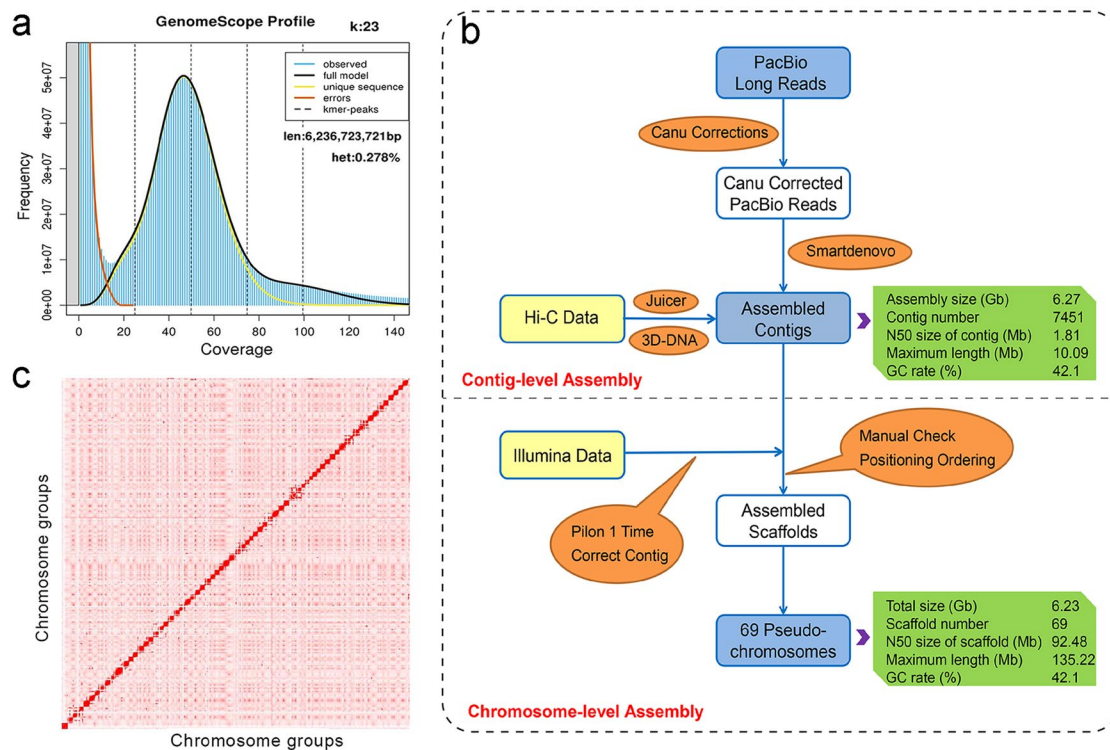 a
GenomeScope Profile
k:23
observed
full model
unique sequence
errors
kmer-peaks
len:6,236,723,721bp
het:0.278%
Frequency
0e+00
1e+07
2e+07
3e+07
4e+07
5e+07
0
20
40
60
80
100
120
140
Coverage
b
PacBio
Long Reads
Canu Corrections
Canu Corrected
PacBio Reads
Smartdenovo
Hi-C Data
Juicer
3D-DNA
Assembled
Contigs
Assembly size (Gb) 6.27
Contig number 7451
N50 size of contig (Mb) 1.81
Maximum length (Mb) 10.09
GC rate (%) 42.1
Contig-level Assembly
Illumina Data
Manual Check
Positioning Ordering
Pilon 1 Time
Correct Contig
Assembled
Scaffolds
69 Pseudo-
chromosomes
Total size (Gb) 6.23
Scaffold number 69
N50 size of scaffold (Mb) 92.48
Maximum length (Mb) 135.22
GC rate (%) 42.1
Chromosome-level Assembly
c
Chromosome groups
Chromosome groups